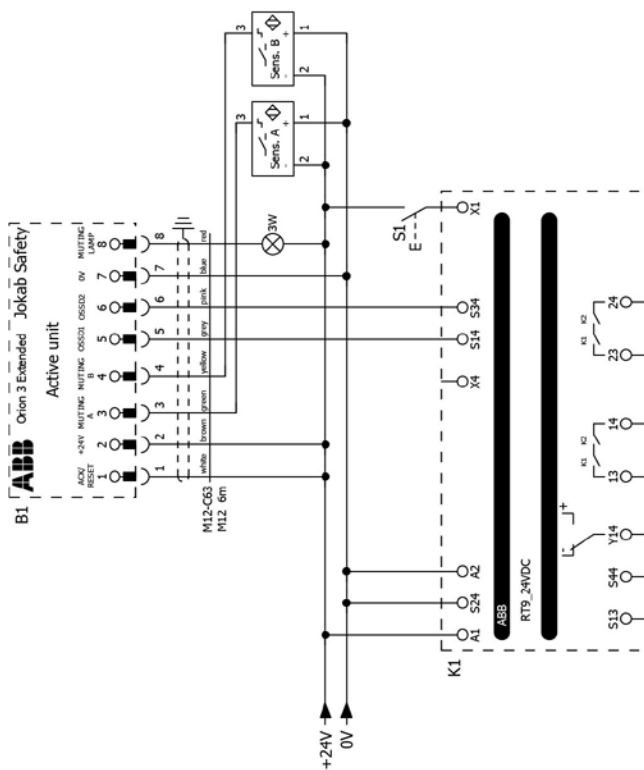 B1
ABB Orion 3 Extended Jokab Safety
Active unit
ACK/
RESET
+24V
MUTING
A
MUTING
B
OSSD1
OSSD2
0V
MUTING
LAMP
1 2 3 4 5 6 7 8
1 2 3 4 5 6 7 8
white
brown
green
yellow
grey
pink
blue
red
M12-C63
M12 6m
3W
3
Sens. B
+
-
1
2
3
Sens. A
+
-
1
2
S1
E
+24V
0V
K1
A1 S24 A2 X4 S14 S34 X1
ABB
RT9_24VDC
-
+
K1 K2
K1 K2
S13 S44 Y14 13 14 23 24